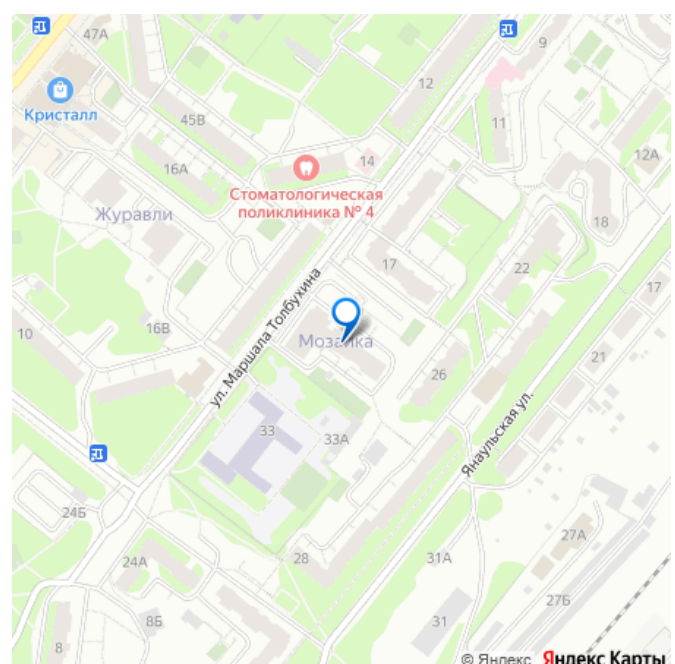 47А
9
12
Кристалл
45В
11
14
16А
12А
Стоматологическая
поликлиника № 4
Журавли
18
17
22
ул. Маршала Толбухина
17
10
16В
Мозаика
21
26
Янаульская ул.
33
33А
24Б
27А
24А
28
31А
8Б
27Б
31
8
© Яндекс Яндекс Карты